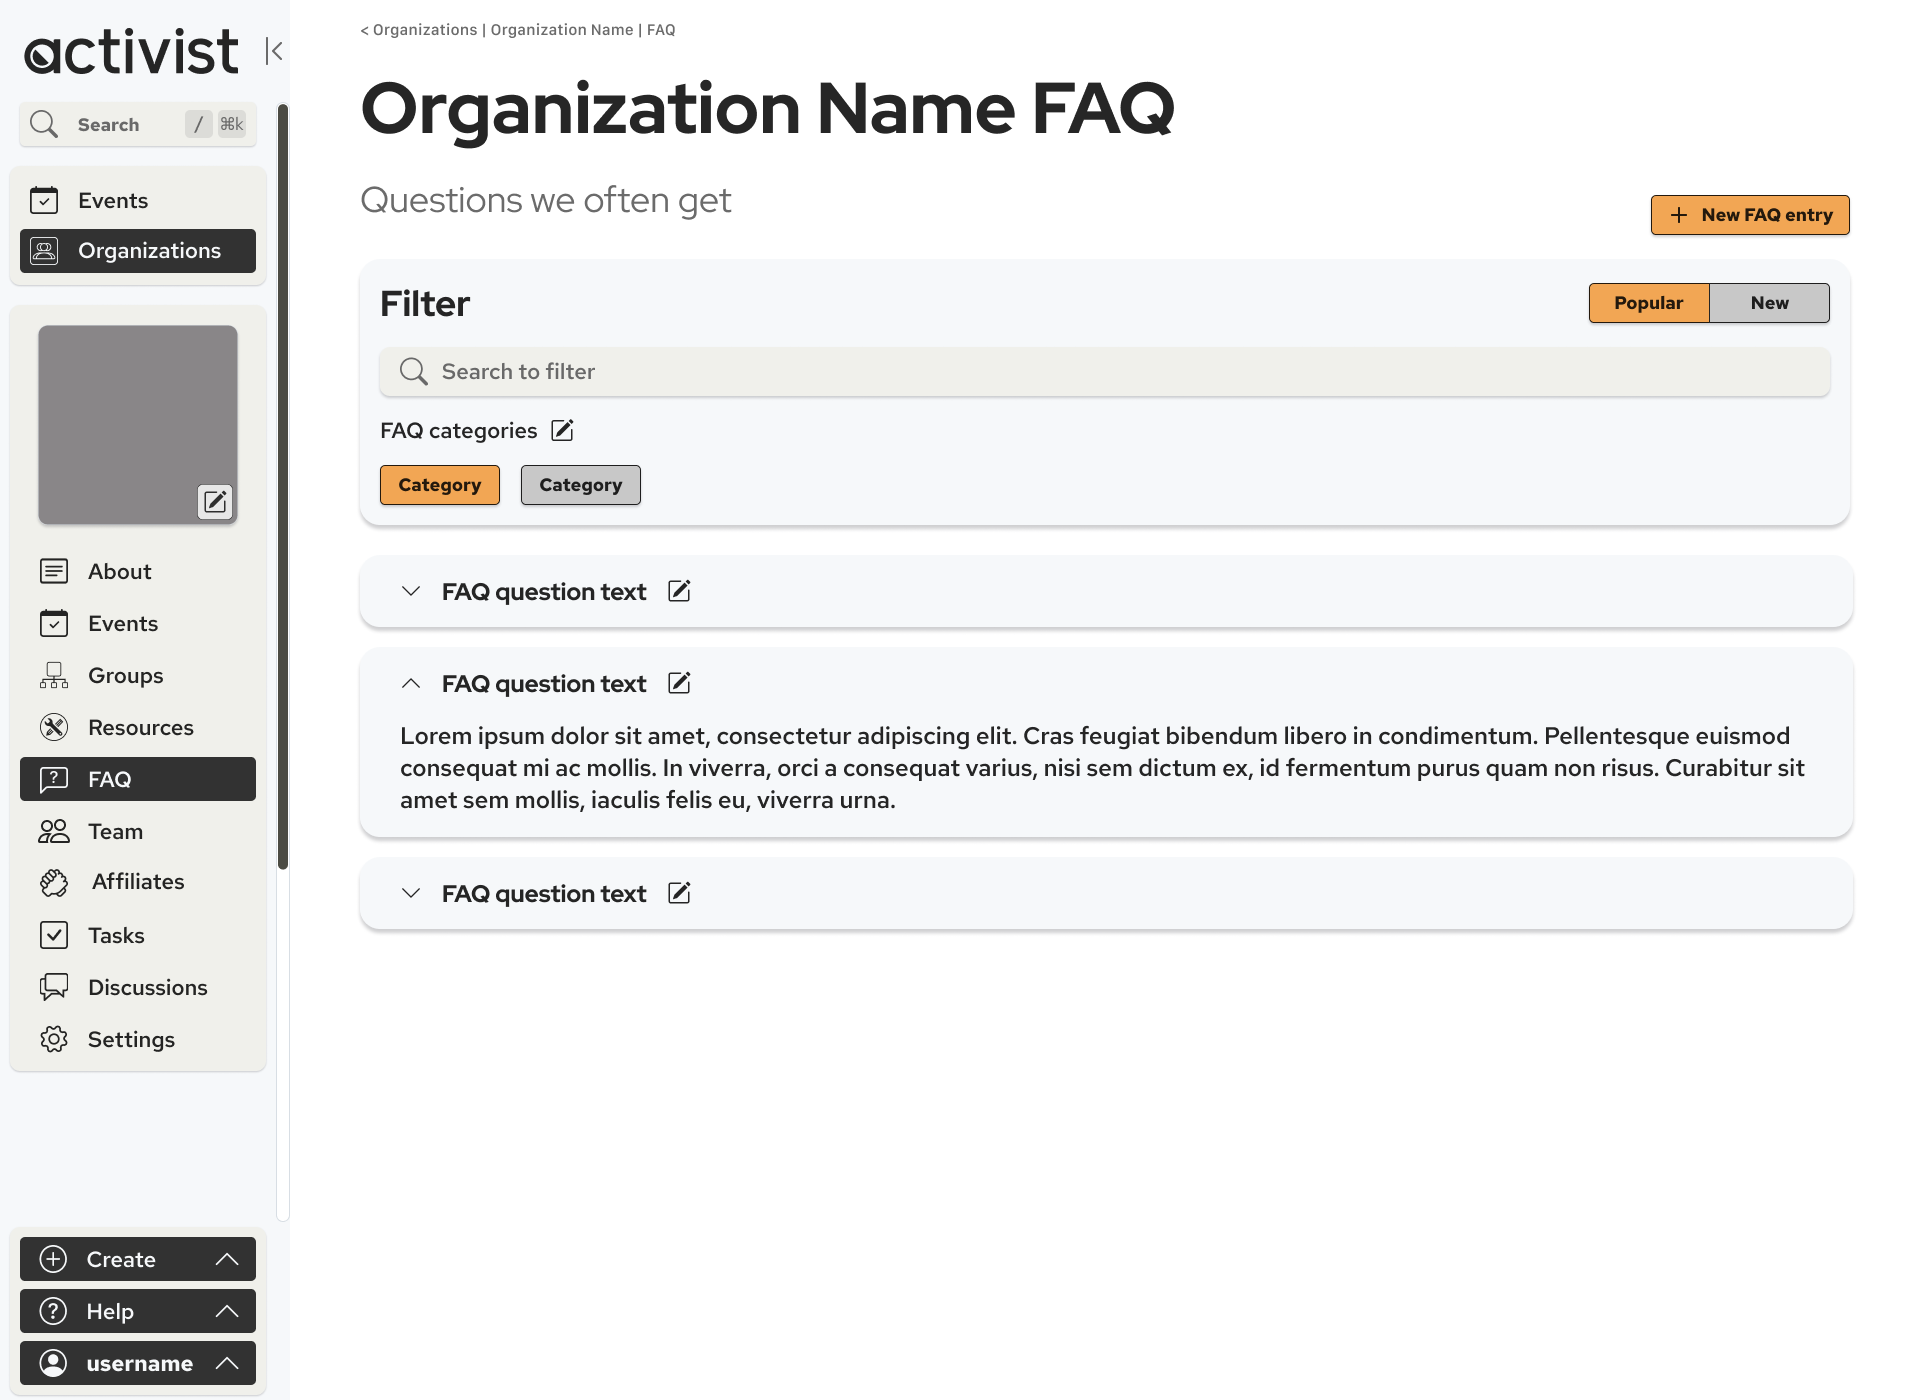 activist
Search / ⌘k
Events
Organizations
About
Events
Groups
Resources
FAQ
Team
Affiliates
Tasks
Discussions
Settings
Create
Help
username
< Organizations | Organization Name | FAQ
Organization Name FAQ
Questions we often get
+ New FAQ entry
Filter
Popular New
Search to filter
FAQ categories
Category Category
FAQ question text
FAQ question text
Lorem ipsum dolor sit amet, consectetur adipiscing elit. Cras feugiat bibendum libero in condimentum. Pellentesque euismod
consequat mi ac mollis. In viverra, orci a consequat varius, nisi sem dictum ex, id fermentum purus quam non risus. Curabitur sit
amet sem mollis, iaculis felis eu, viverra urna.
FAQ question text